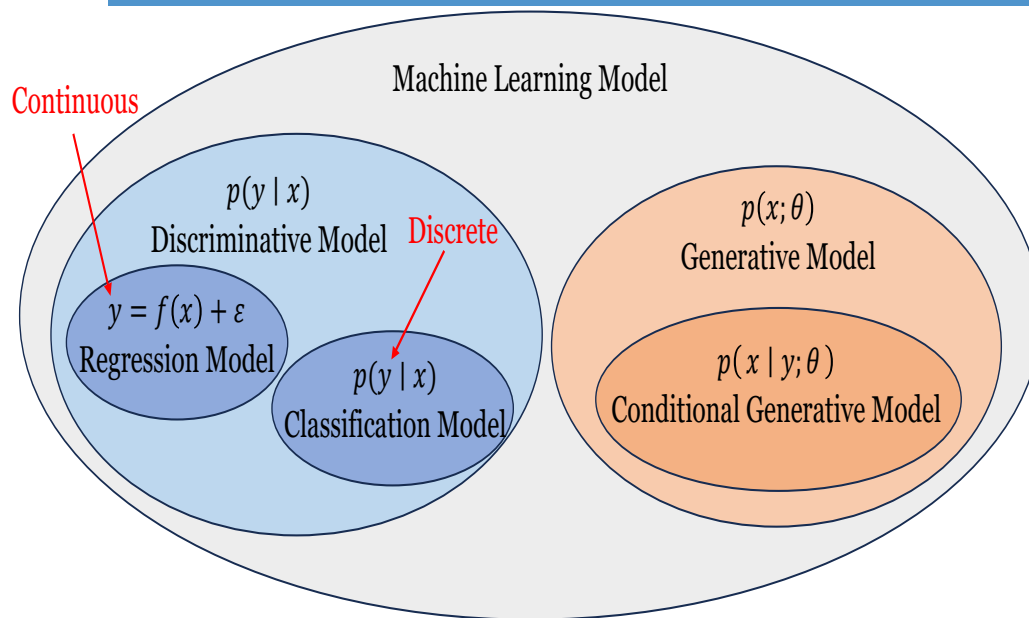 Machine Learning Model
Continuous
p(y | x)
Discriminative Model
Discrete
y = f(x) + ε
Regression Model
p(y | x)
Classification Model
p(x; θ)
Generative Model
p( x | y; θ)
Conditional Generative Model